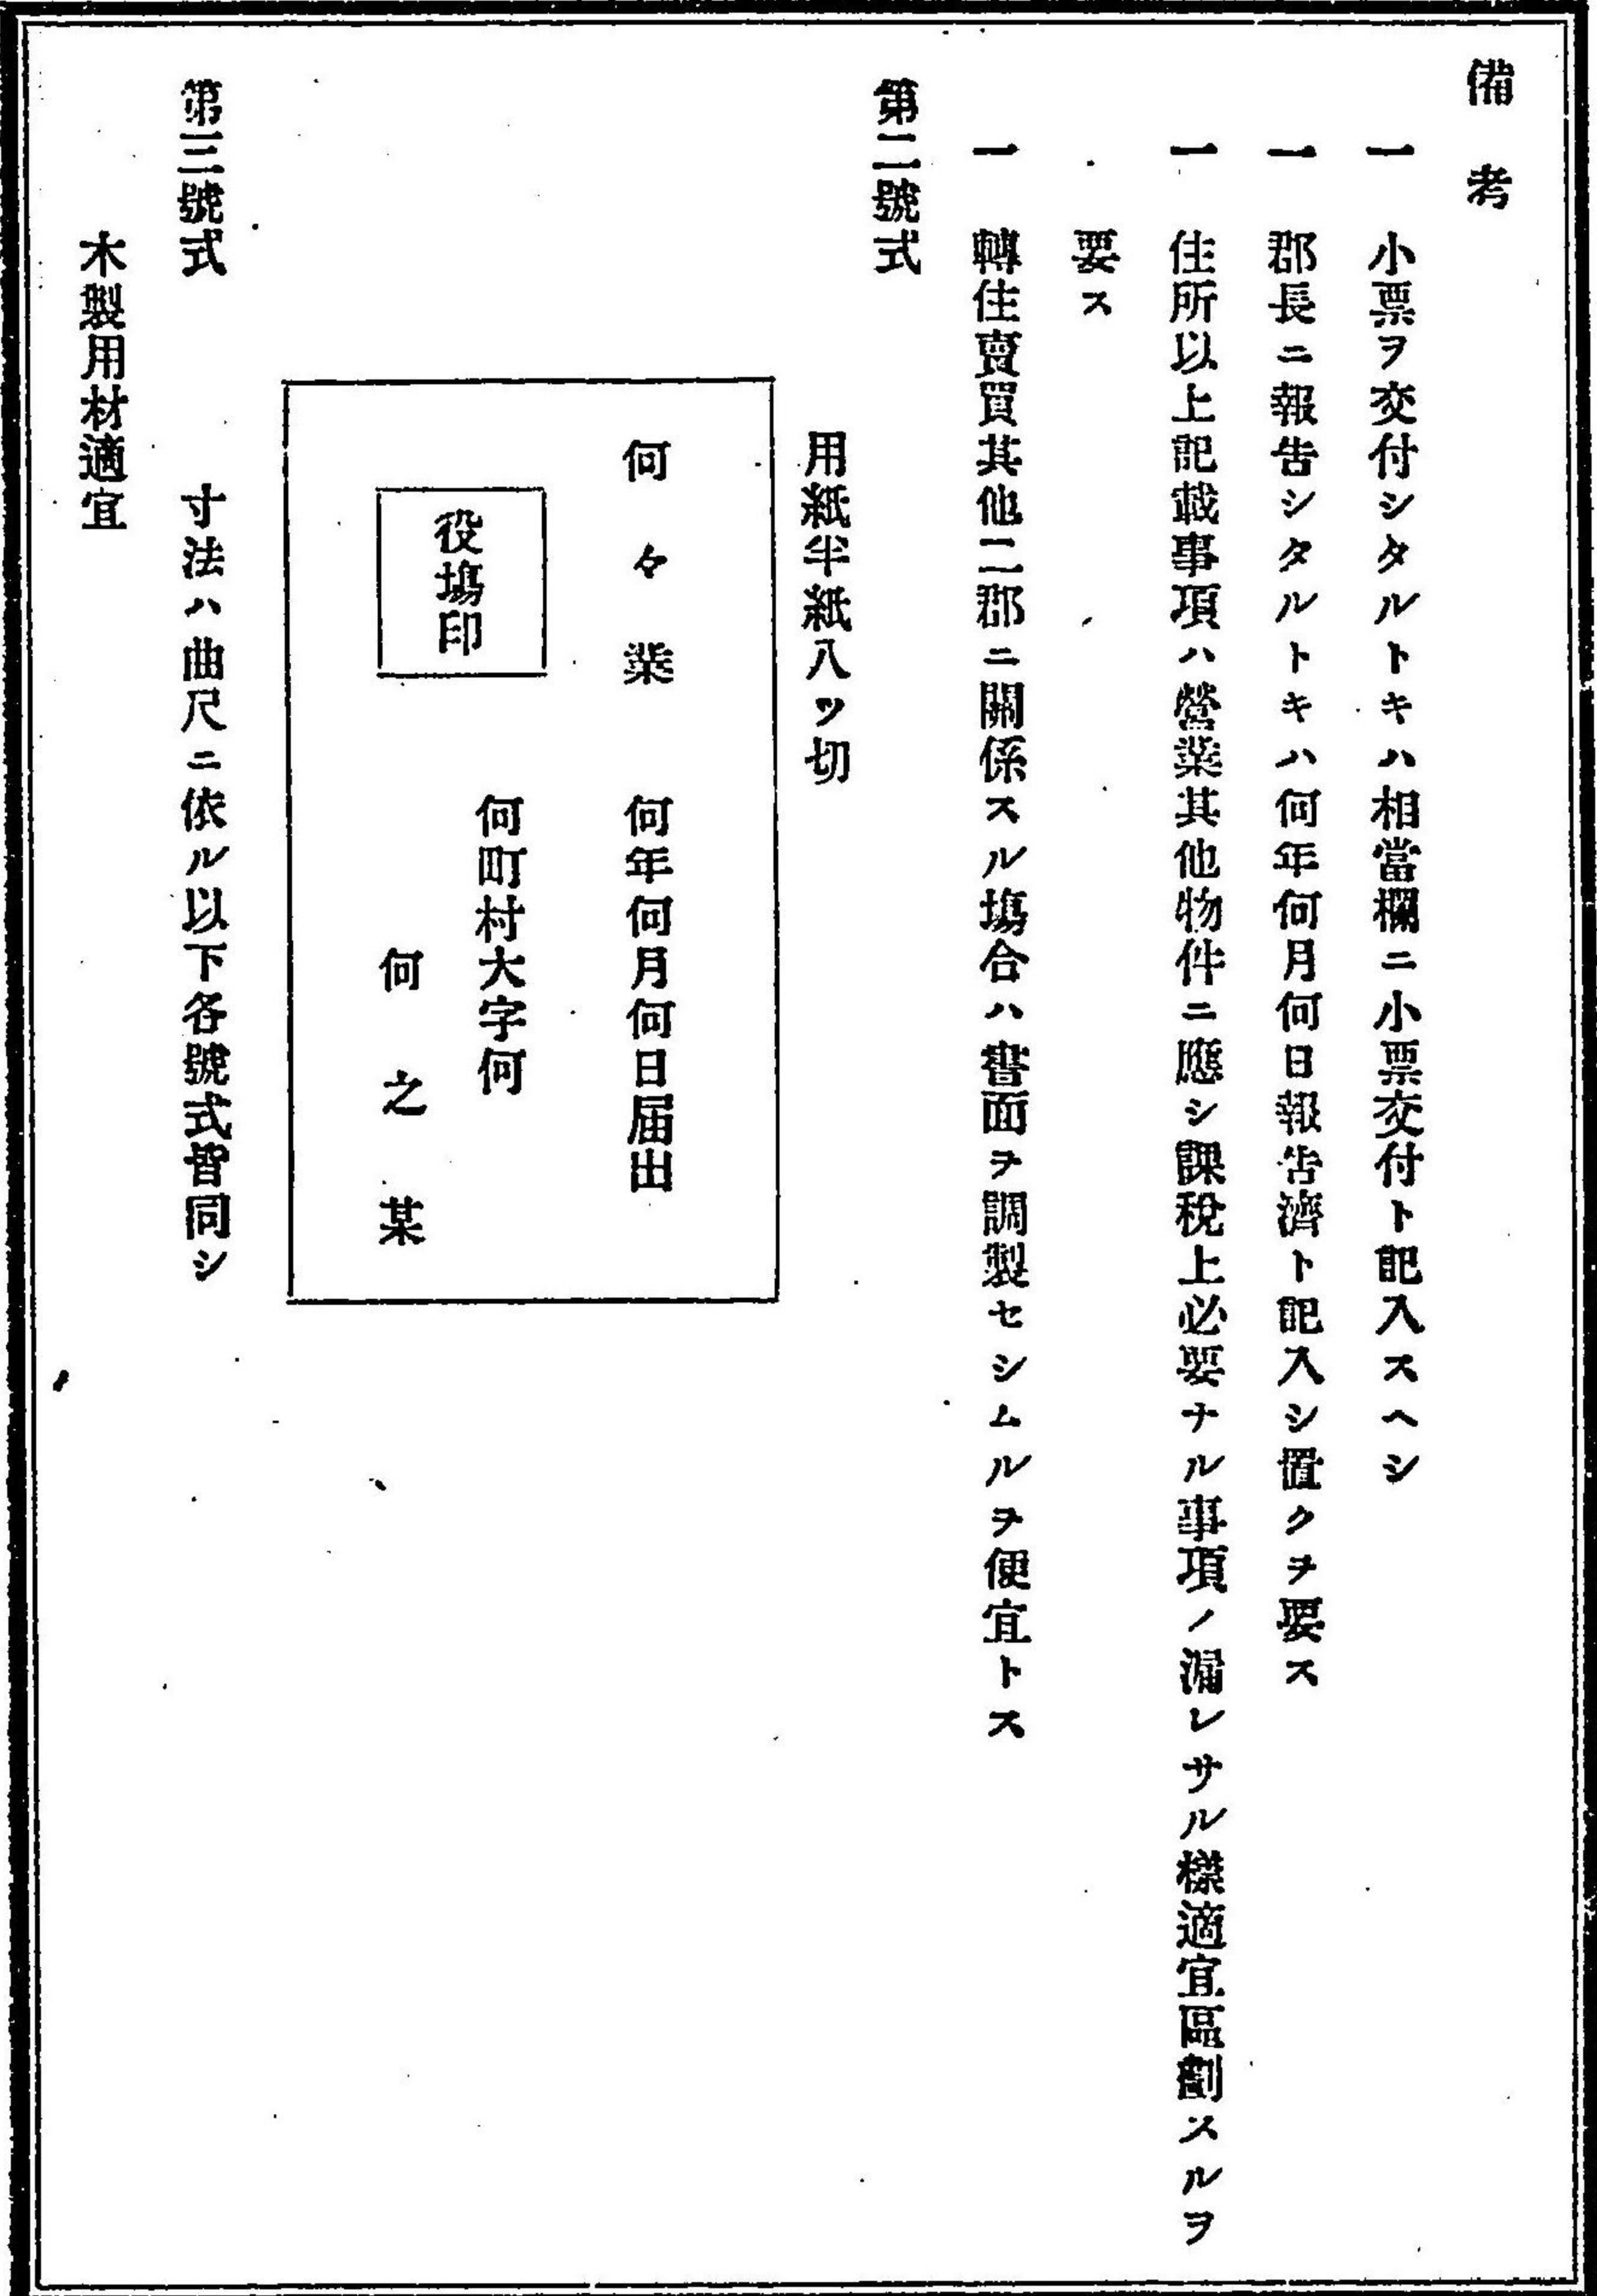 備考
一 小票ヲ交付シタルトキハ相當欄ニ小票交付ト記入スヘシ
一 郡長ニ報告シタルトキハ何年何月何日報告濟ト記入シ置クヲ要ス
一 住所以上記載事項ハ營業其他物件ニ應シ課稅上必要ナル事項ノ漏レサル樣適宜區劃スルヲ
要ス
一 轉住賣買其他二郡ニ關係スル塲合ハ書面ヲ調製セシムルヲ便宜トス
第二號式
用紙半紙八ツ切
何々業 何年何月何日届出
何町村大字何
役塲印
何之某
第三號式
寸法ハ曲尺ニ依ル以下各號式皆同シ
木製用材適宜